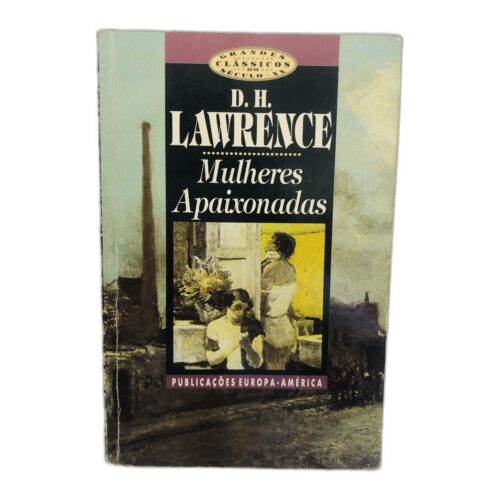 GRANDES
CLÁSSICOS
DO
SÉCULO XX
D. H.
LAWRENCE
Mulheres
Apaixonadas
PUBLICAÇÕES EUROPA-AMÉRICA